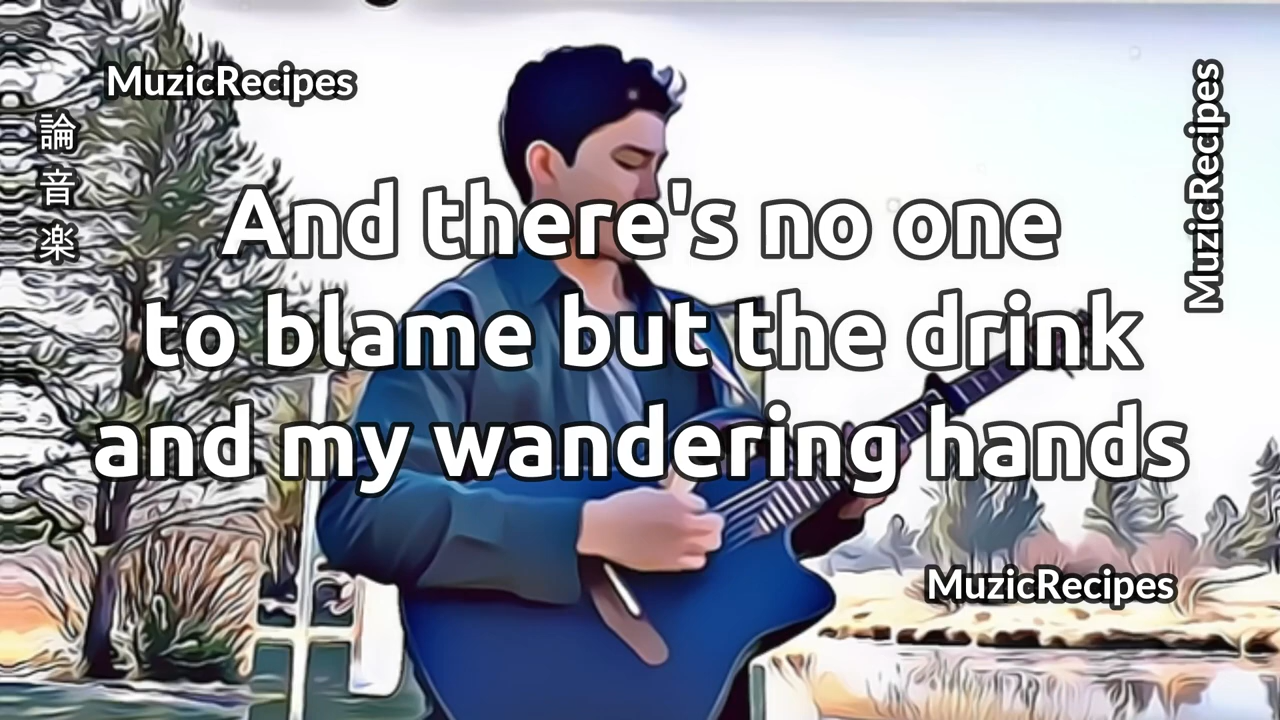 MuzicRecipes
論
音
楽
MuzicRecipes
And there's no one
to blame but the drink
and my wandering hands
MuzicRecipes